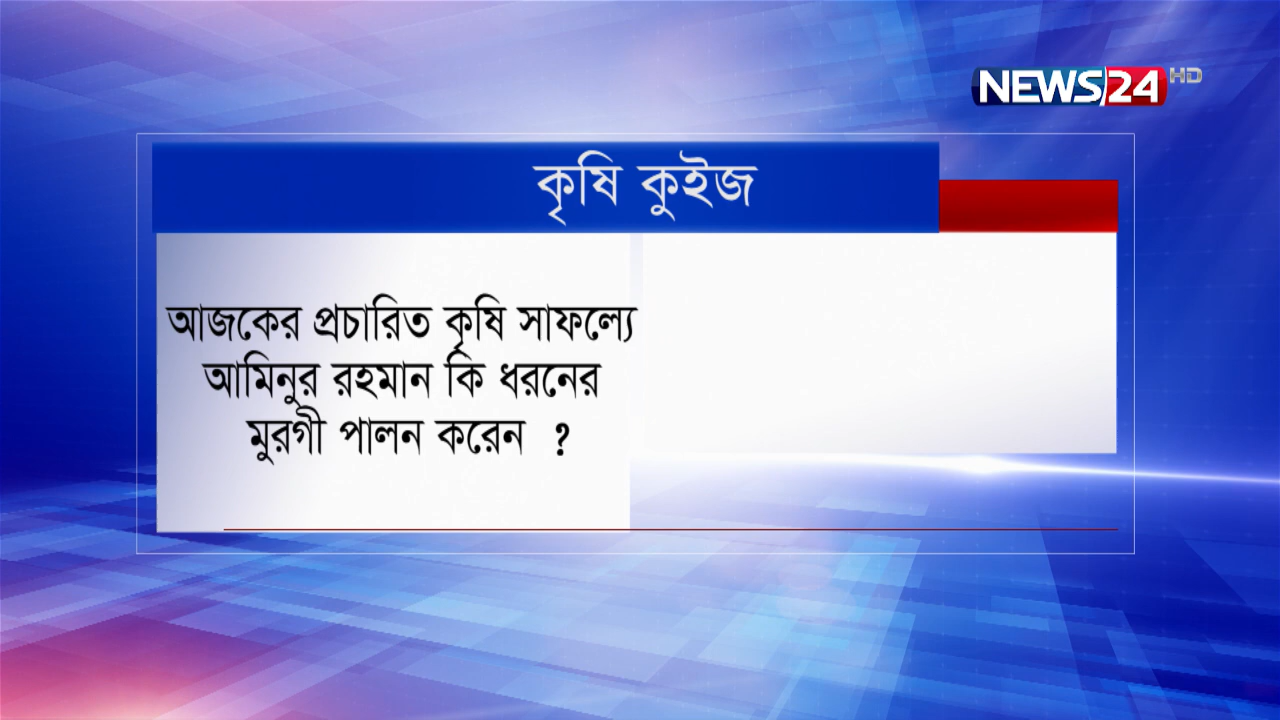 NEWS24 HD
কৃষি কুইজ
আজকের প্রচারিত কৃষি সাফল্যে
আমিনুর রহমান কি ধরনের
মুরগী পালন করেন ?